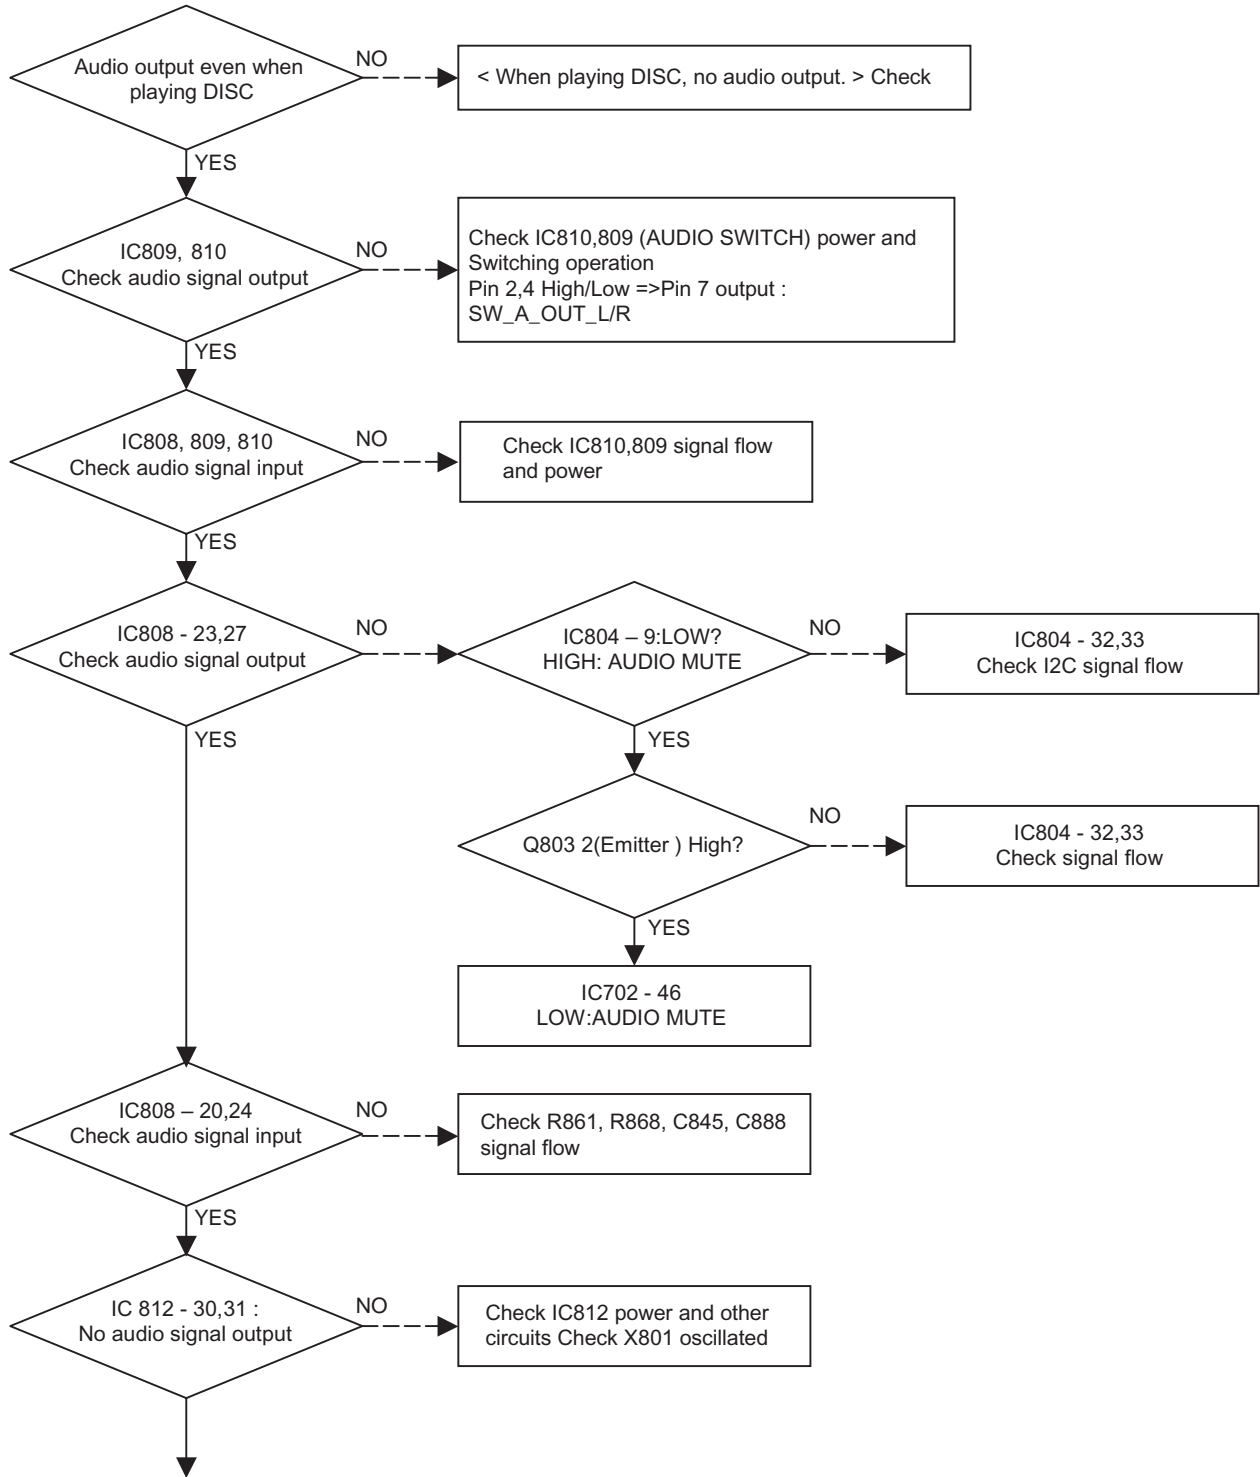 Audio output even when
playing DISC
NO
< When playing DISC, no audio output. > Check
YES
IC809, 810
Check audio signal output
NO
Check IC810,809 (AUDIO SWITCH) power and
Switching operation
Pin 2,4 High/Low =>Pin 7 output :
SW_A_OUT_L/R
YES
IC808, 809, 810
Check audio signal input
NO
Check IC810,809 signal flow
and power
YES
IC808 - 23,27
Check audio signal output
NO
IC804 – 9:LOW?
HIGH: AUDIO MUTE
NO
IC804 - 32,33
Check I2C signal flow
YES
YES
Q803 2(Emitter ) High?
NO
IC804 - 32,33
Check signal flow
YES
IC702 - 46
LOW:AUDIO MUTE
IC808 – 20,24
Check audio signal input
NO
Check R861, R868, C845, C888
signal flow
YES
IC 812 - 30,31 :
No audio signal output
NO
Check IC812 power and other
circuits Check X801 oscillated